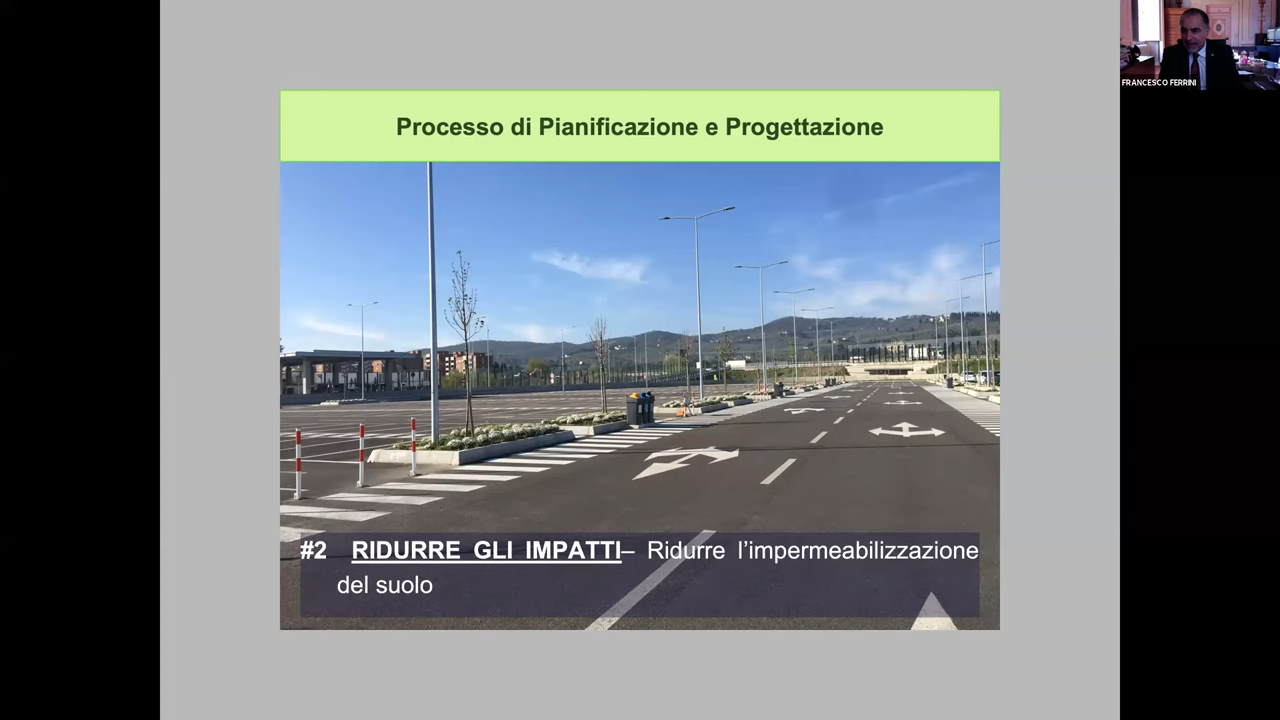 Processo di Pianificazione e Progettazione
#2 RIDURRE GLI IMPATTI– Ridurre l’impermeabilizzazione
del suolo
FRANCESCO FERRINI